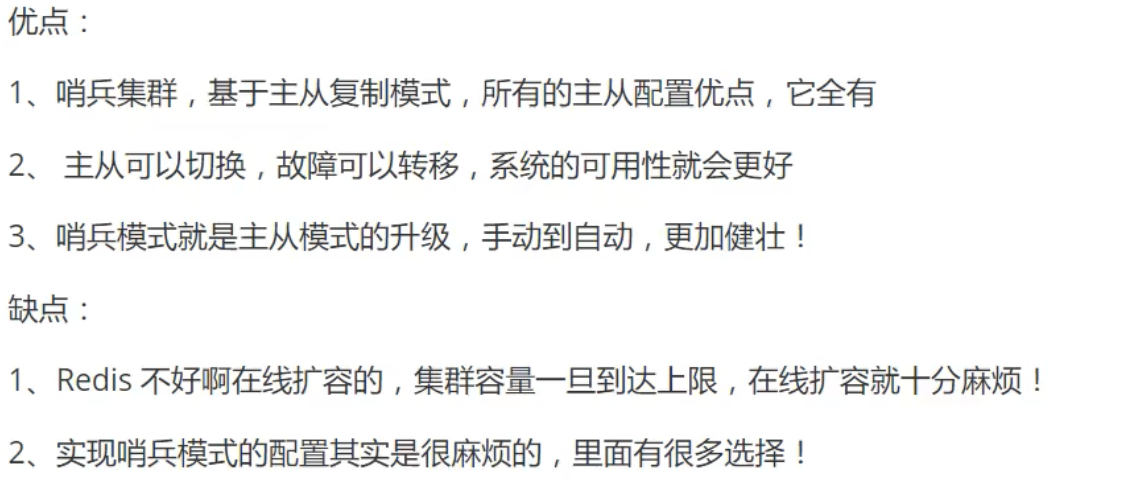 优点：
1、哨兵集群，基于主从复制模式，所有的主从配置优点，它全有
2、 主从可以切换，故障可以转移，系统的可用性就会更好
3、哨兵模式就是主从模式的升级，手动到自动，更加健壮！
缺点：
1、Redis 不好啊在线扩容的，集群容量一旦到达上限，在线扩容就十分麻烦！
2、实现哨兵模式的配置其实是很麻烦的，里面有很多选择！